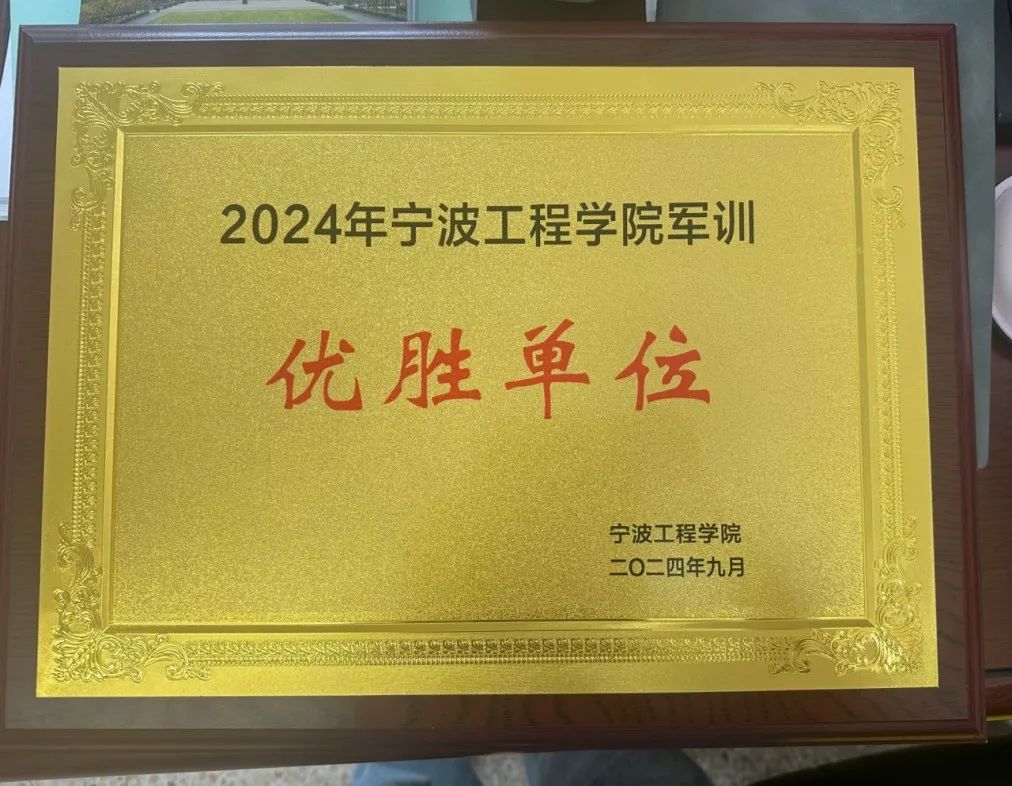 2024年宁波工程学院军训
优胜单位
宁波工程学院
二〇二四年九月